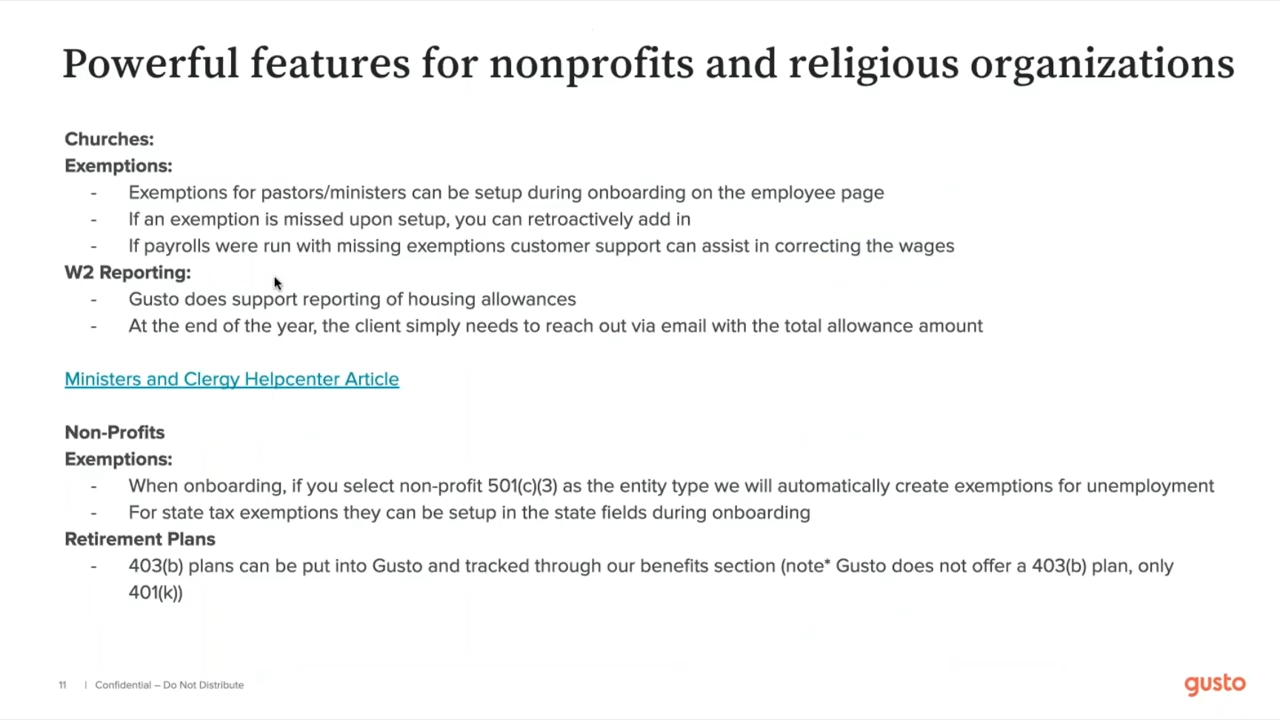 Powerful features for nonprofits and religious organizations
Churches:
Exemptions:
- Exemptions for pastors/ministers can be setup during onboarding on the employee page
- If an exemption is missed upon setup, you can retroactively add in
- If payrolls were run with missing exemptions customer support can assist in correcting the wages
W2 Reporting:
- Gusto does support reporting of housing allowances
- At the end of the year, the client simply needs to reach out via email with the total allowance amount
Ministers and Clergy Helpcenter Article
Non-Profits
Exemptions:
- When onboarding, if you select non-profit 501(c)(3) as the entity type we will automatically create exemptions for unemployment
- For state tax exemptions they can be setup in the state fields during onboarding
Retirement Plans
- 403(b) plans can be put into Gusto and tracked through our benefits section (note* Gusto does not offer a 403(b) plan, only
401(k))
11 | Confidential – Do Not Distribute
gusto